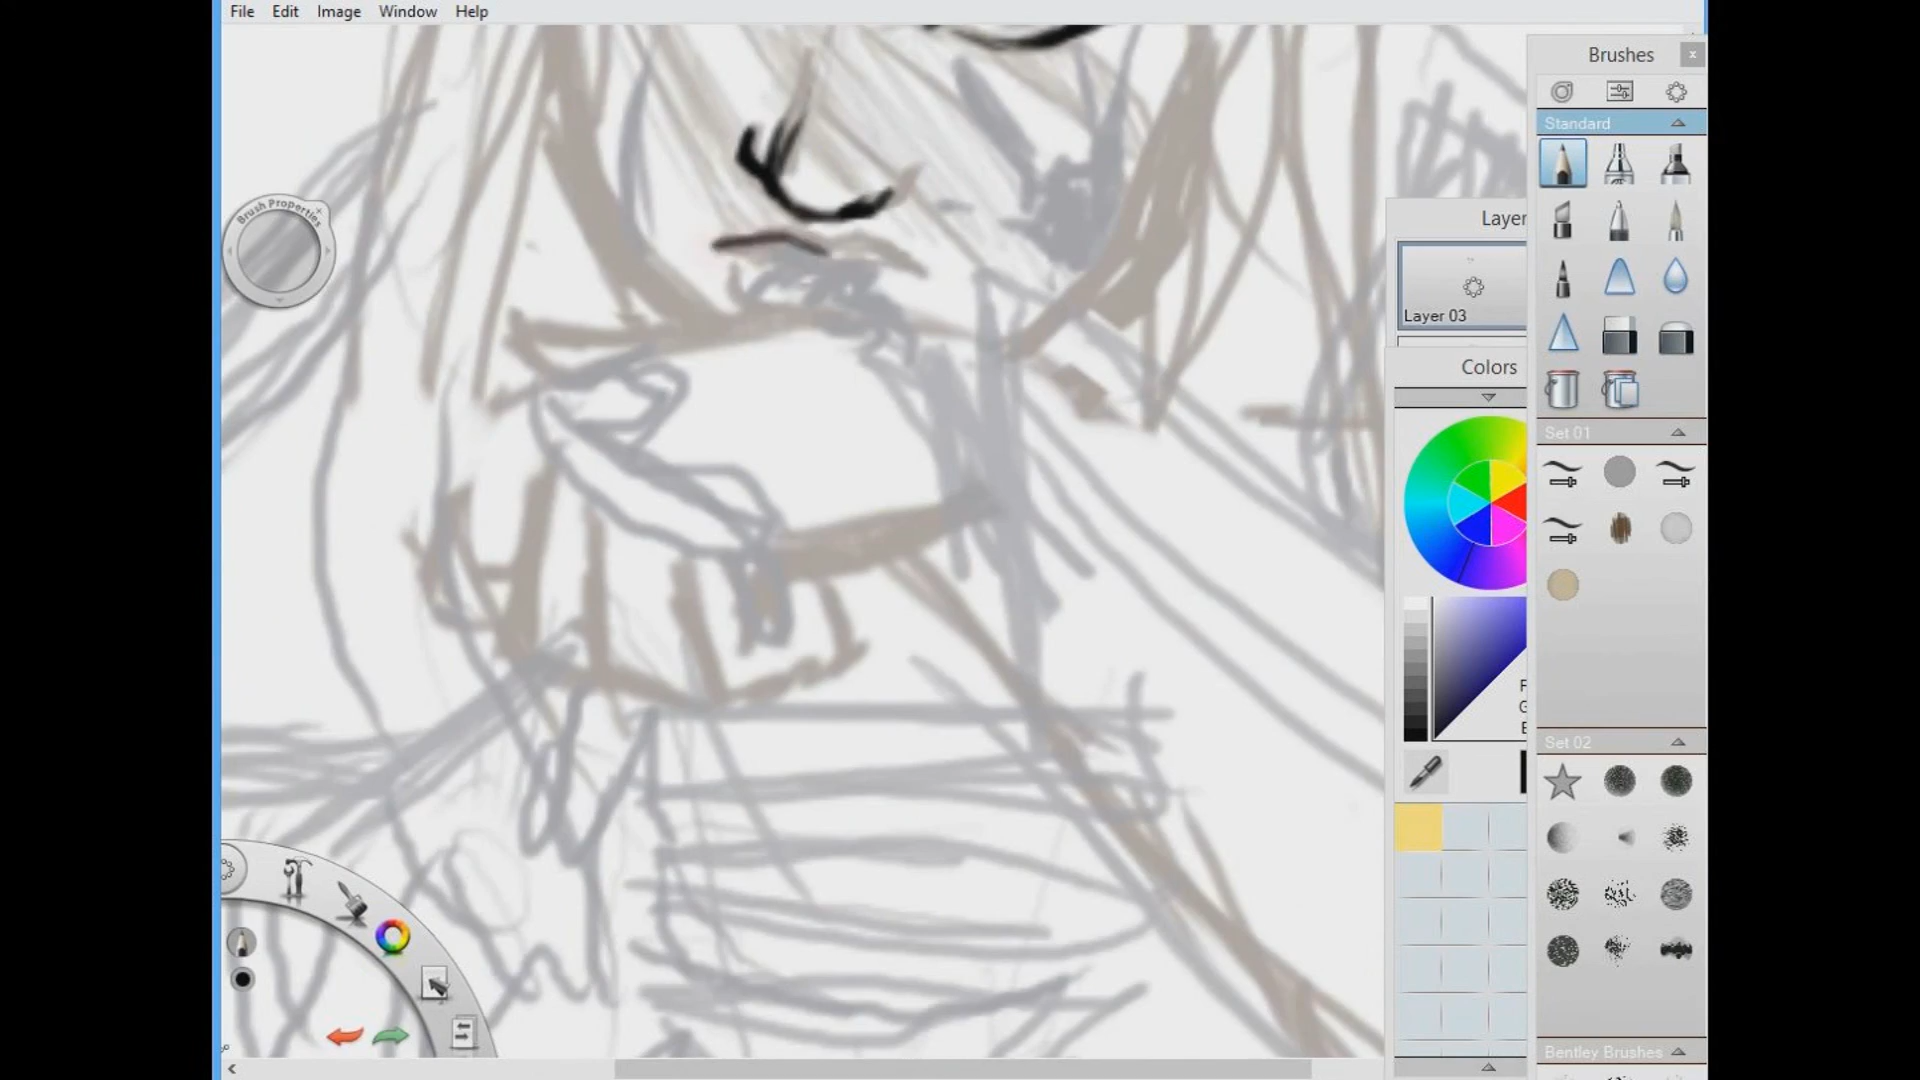 File Edit Image Window Help
Brushes
Brush Properties
Standard
Layer
Layer 03
Colors
Set 01
F
G
E
Set 02
Bentley Brushes